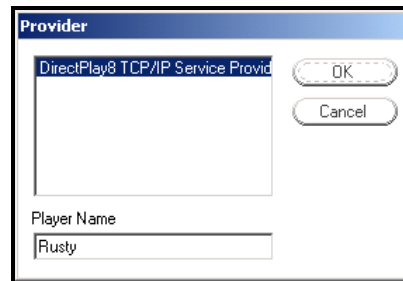 Provider
DirectPlay8 TCP/IP Service Provid
OK
Cancel
Player Name
Rusty